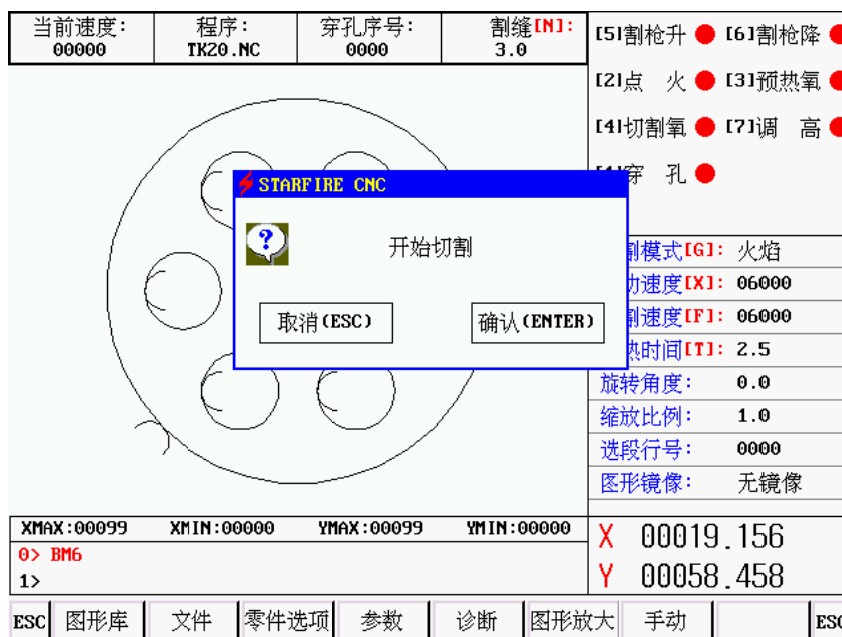 当前速度: 程序: 穿孔序号: 割缝[N]:
00000 TK20.NC 0000 3.0
[5]割枪升 [6]割枪降
[2]点 火 [3]预热氧
[4]切割氧 [7]调 高
穿 孔
STARFIRE CNC
开始切割
取消(ESC) 确认(ENTER)
割模式[G]: 火焰
动速度[X]: 06000
割速度[F]: 06000
热时间[T]: 2.5
旋转角度: 0.0
缩放比例: 1.0
选段行号: 0000
图形镜像: 无镜像
XMAX:00099 XMIN:00000 YMAX:00099 YMIN:00000
0> BM6
1>
X 00019.156
Y 00058.458
ESC 图形库 文件 零件选项 参数 诊断 图形放大 手动 ESC